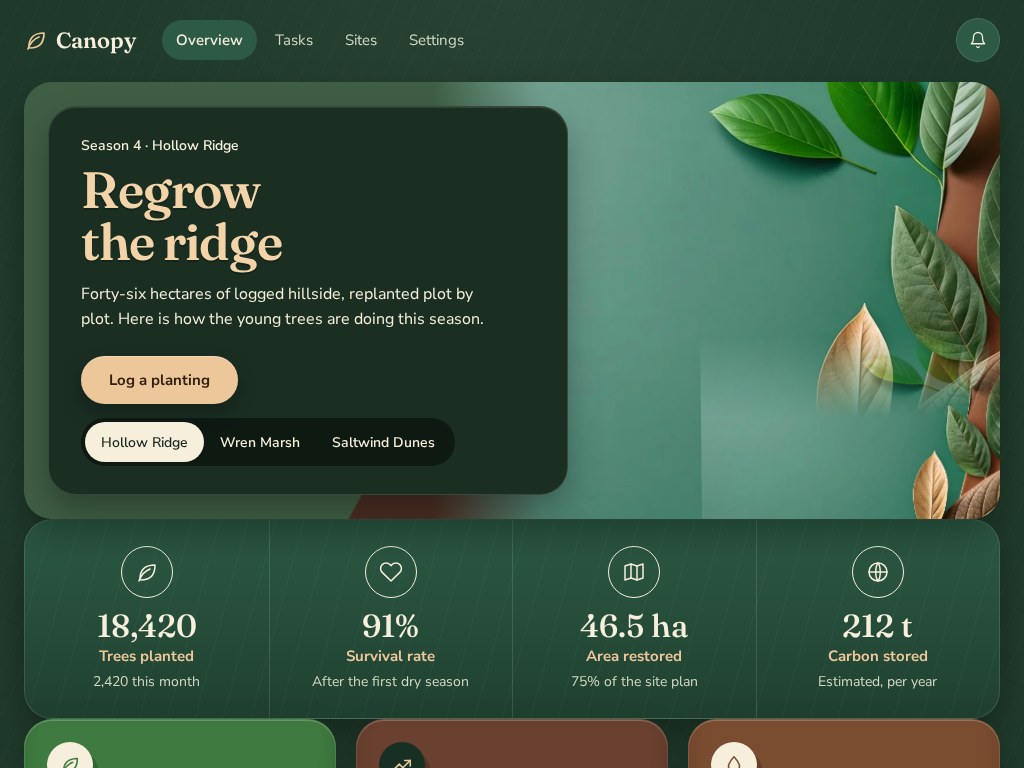 Canopy
Overview
Tasks
Sites
Settings
Season 4 · Hollow Ridge
Regrow
the ridge
Forty-six hectares of logged hillside, replanted plot by
plot. Here is how the young trees are doing this season.
Log a planting
Hollow Ridge
Wren Marsh
Saltwind Dunes
18,420
Trees planted
2,420 this month
91%
Survival rate
After the first dry season
46.5 ha
Area restored
75% of the site plan
212 t
Carbon stored
Estimated, per year